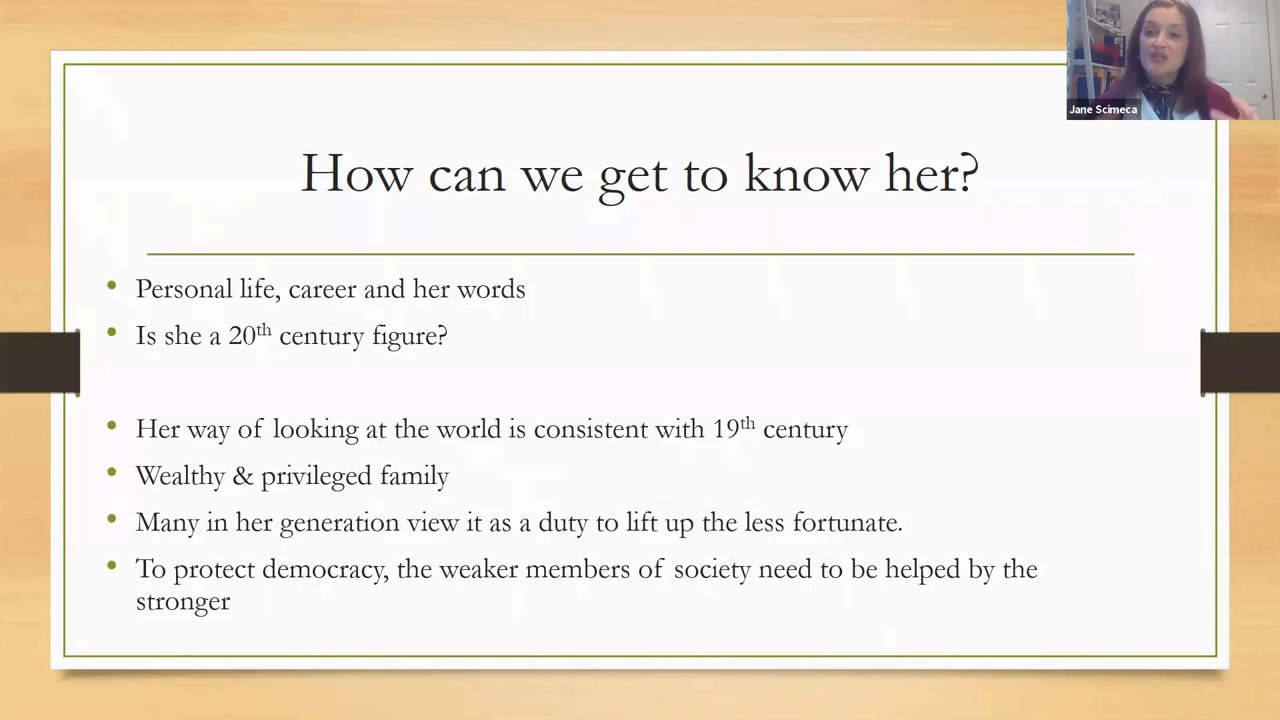 Jane Scimeca
How can we get to know her?
• Personal life, career and her words
• Is she a 20th century figure?
• Her way of looking at the world is consistent with 19th century
• Wealthy & privileged family
• Many in her generation view it as a duty to lift up the less fortunate.
• To protect democracy, the weaker members of society need to be helped by the
stronger